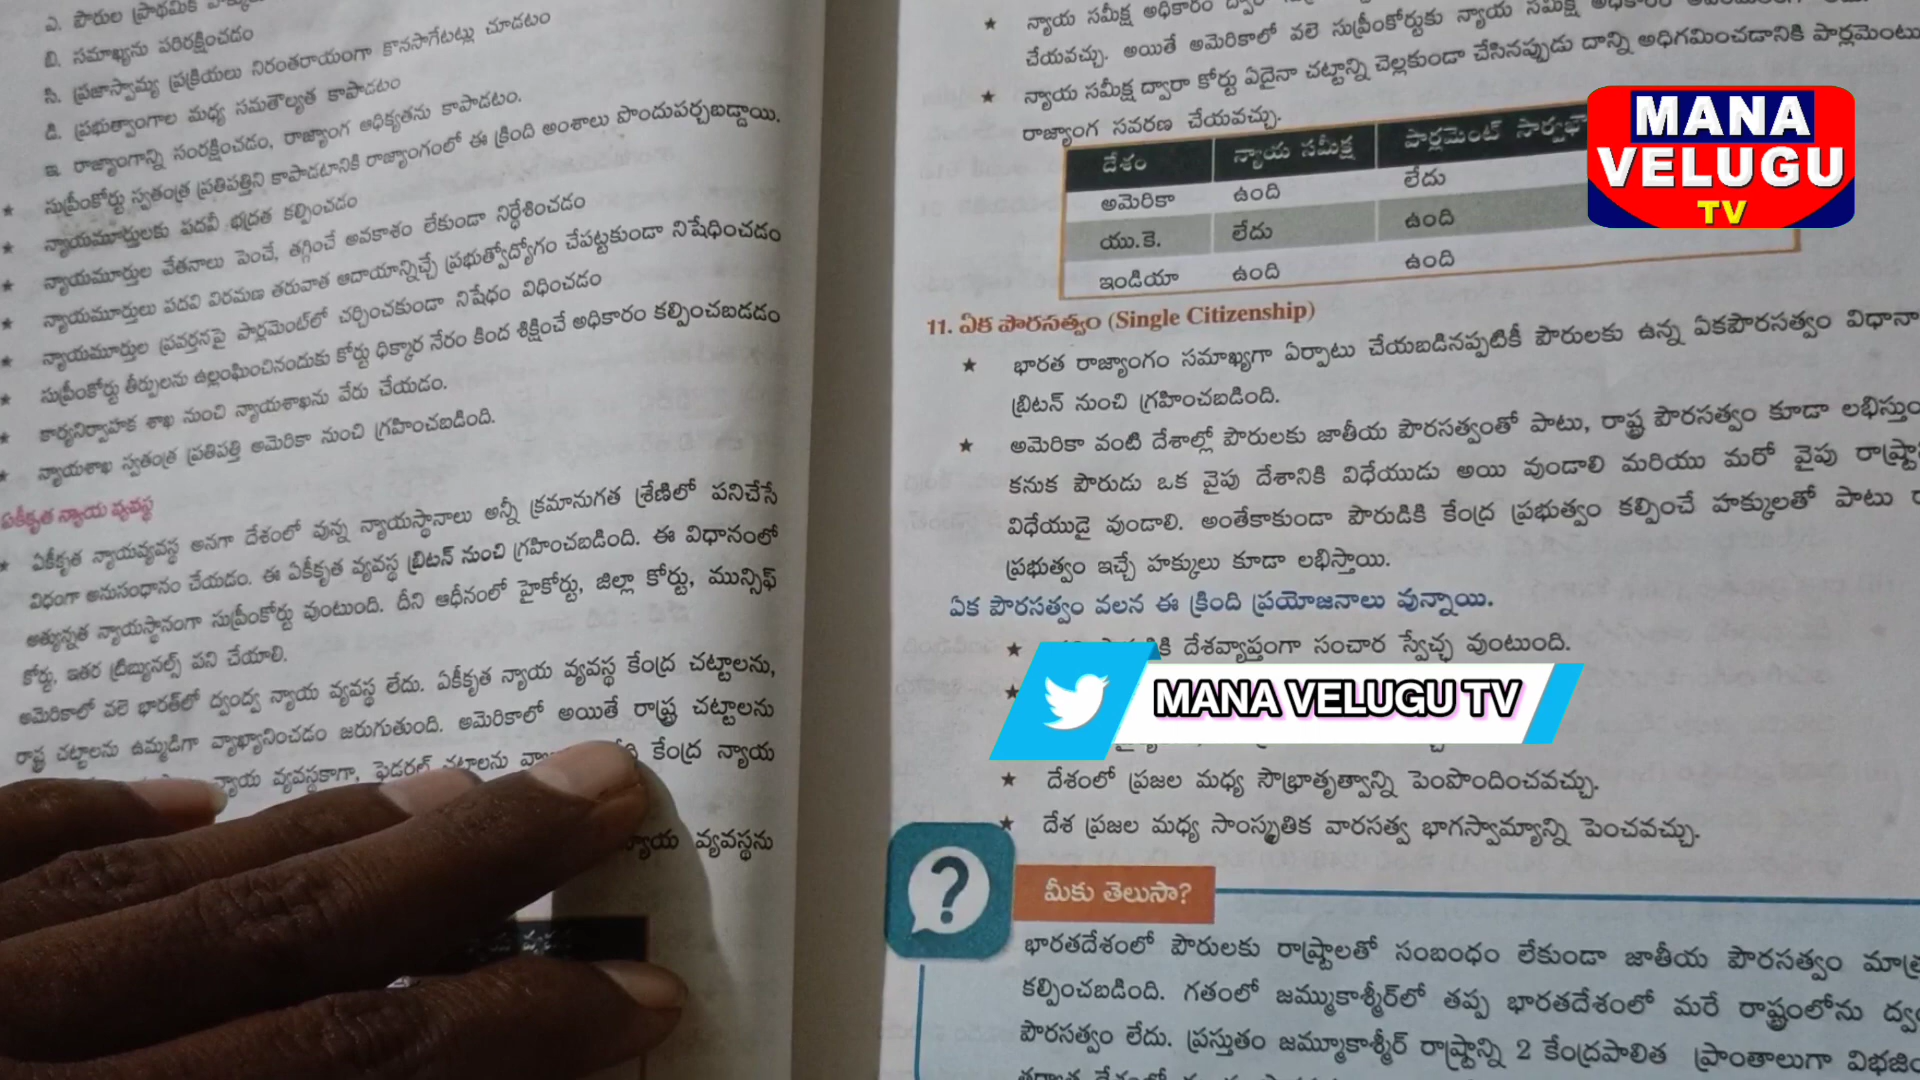 ఎ. పౌరుల ప్రాథమిక
బి. సమాఖ్యను పరిరక్షించడం
సి. ప్రజాస్వామ్య ప్రక్రియలు నిరంతరాయంగా కొనసాగేటట్లు చూడటం
డి. ప్రభుత్వాంగాల మధ్య సమతౌల్యత కాపాడటం
ఇ. రాజ్యాంగాన్ని సంరక్షించడం, రాజ్యాంగ ఆధిక్యతను కాపాడటం.
★ సుప్రీంకోర్టు స్వతంత్ర ప్రతిపత్తిని కాపాడటానికి రాజ్యాంగంలో ఈ క్రింది అంశాలు పొందుపర్చబడ్డాయి.
★ న్యాయమూర్తులకు పదవీ భద్రత కల్పించడం
★ న్యాయమూర్తుల వేతనాలు పెంచే, తగ్గించే అవకాశం లేకుండా నిర్ధేశించడం
★ న్యాయమూర్తులు పదవి విరమణ తరువాత ఆదాయాన్నిచ్చే ప్రభుత్వోద్యోగం చేపట్టకుండా నిషేధించడం
★ న్యాయమూర్తుల ప్రవర్తనపై పార్లమెంట్‌లో చర్చించకుండా నిషేధం విధించడం
★ సుప్రీంకోర్టు తీర్పులను ఉల్లంఘించినందుకు కోర్టు ధిక్కార నేరం కింద శిక్షించే అధికారం కల్పించబడడం
★ కార్యనిర్వాహక శాఖ నుంచి న్యాయశాఖను వేరు చేయడం.
★ న్యాయశాఖ స్వతంత్ర ప్రతిపత్తి అమెరికా నుంచి గ్రహించబడింది.
ఏకీకృత న్యాయ వ్యవస్థ
★ ఏకీకృత న్యాయవ్యవస్థ అనగా దేశంలో వున్న న్యాయస్థానాలు అన్నీ క్రమానుగత శ్రేణిలో పనిచేసే
విధంగా అనుసంధానం చేయడం. ఈ ఏకీకృత వ్యవస్థ బ్రిటన్ నుంచి గ్రహించబడింది. ఈ విధానంలో
అత్యున్నత న్యాయస్థానంగా సుప్రీంకోర్టు వుంటుంది. దీని ఆధీనంలో హైకోర్టు, జిల్లా కోర్టు, మున్సిఫ్
కోర్టు, ఇతర ట్రిబ్యునల్స్ పని చేయాలి.
అమెరికాలో వలె భారత్‌లో ద్వంద్వ న్యాయ వ్యవస్థ లేదు. ఏకీకృత న్యాయ వ్యవస్థ కేంద్ర చట్టాలను,
రాష్ట్ర చట్టాలను ఉమ్మడిగా వ్యాఖ్యానించడం జరుగుతుంది. అమెరికాలో అయితే రాష్ట్ర చట్టాలను
న్యాయ వ్యవస్థకాగా, ఫెడరల్ చట్టాలను కేంద్ర న్యాయ
న్యాయ వ్యవస్థను
★ న్యాయ సమీక్ష అధికారం ద్వారా
చేయవచ్చు. అయితే అమెరికాలో వలె సుప్రీంకోర్టుకు న్యాయ సమీక్ష
★ న్యాయ సమీక్ష ద్వారా కోర్టు ఏదైనా చట్టాన్ని చెల్లకుండా చేసినప్పుడు దాన్ని అధిగమించడానికి పార్లమెంటు
రాజ్యాంగ సవరణ చేయవచ్చు.
దేశం న్యాయ సమీక్ష పార్లమెంట్
అమెరికా ఉంది లేదు
యు.కె. లేదు ఉంది
ఇండియా ఉంది ఉంది
MANA
VELUGU
TV
11. ఏక పౌరసత్వం (Single Citizenship)
★ భారత రాజ్యాంగం సమాఖ్యగా ఏర్పాటు చేయబడినప్పటికీ పౌరులకు ఉన్న ఏకపౌరసత్వం
బ్రిటన్ నుంచి గ్రహించబడింది.
★ అమెరికా వంటి దేశాల్లో పౌరులకు జాతీయ పౌరసత్వంతో పాటు, రాష్ట్ర పౌరసత్వం కూడా
కనుక పౌరుడు ఒక వైపు దేశానికి విధేయుడు అయి వుండాలి మరియు మరో వైపు
విధేయుడై వుండాలి. అంతేకాకుండా పౌరుడికి కేంద్ర ప్రభుత్వం కల్పించే హక్కులతో పాటు
ప్రభుత్వం ఇచ్చే హక్కులు కూడా లభిస్తాయి.
ఏక పౌరసత్వం వలన ఈ క్రింది ప్రయోజనాలు వున్నాయి.
★ దేశవ్యాప్తంగా సంచార స్వేచ్ఛ వుంటుంది.
MANA VELUGU TV
★ దేశంలో ప్రజల మధ్య సౌభ్రాతృత్వాన్ని పెంపొందించవచ్చు.
★ దేశ ప్రజల మధ్య సాంస్కృతిక వారసత్వ భాగస్వామ్యాన్ని పెంచవచ్చు.
?
మీకు తెలుసా?
భారతదేశంలో పౌరులకు రాష్ట్రాలతో సంబంధం లేకుండా జాతీయ పౌరసత్వం
కల్పించబడింది. గతంలో జమ్ముకాశ్మీర్‌లో తప్ప భారతదేశంలో మరే రాష్ట్రంలోను
పౌరసత్వం లేదు. ప్రస్తుతం జమ్మూకాశ్మీర్ రాష్ట్రాన్ని 2 కేంద్రపాలిత ప్రాంతాలుగా